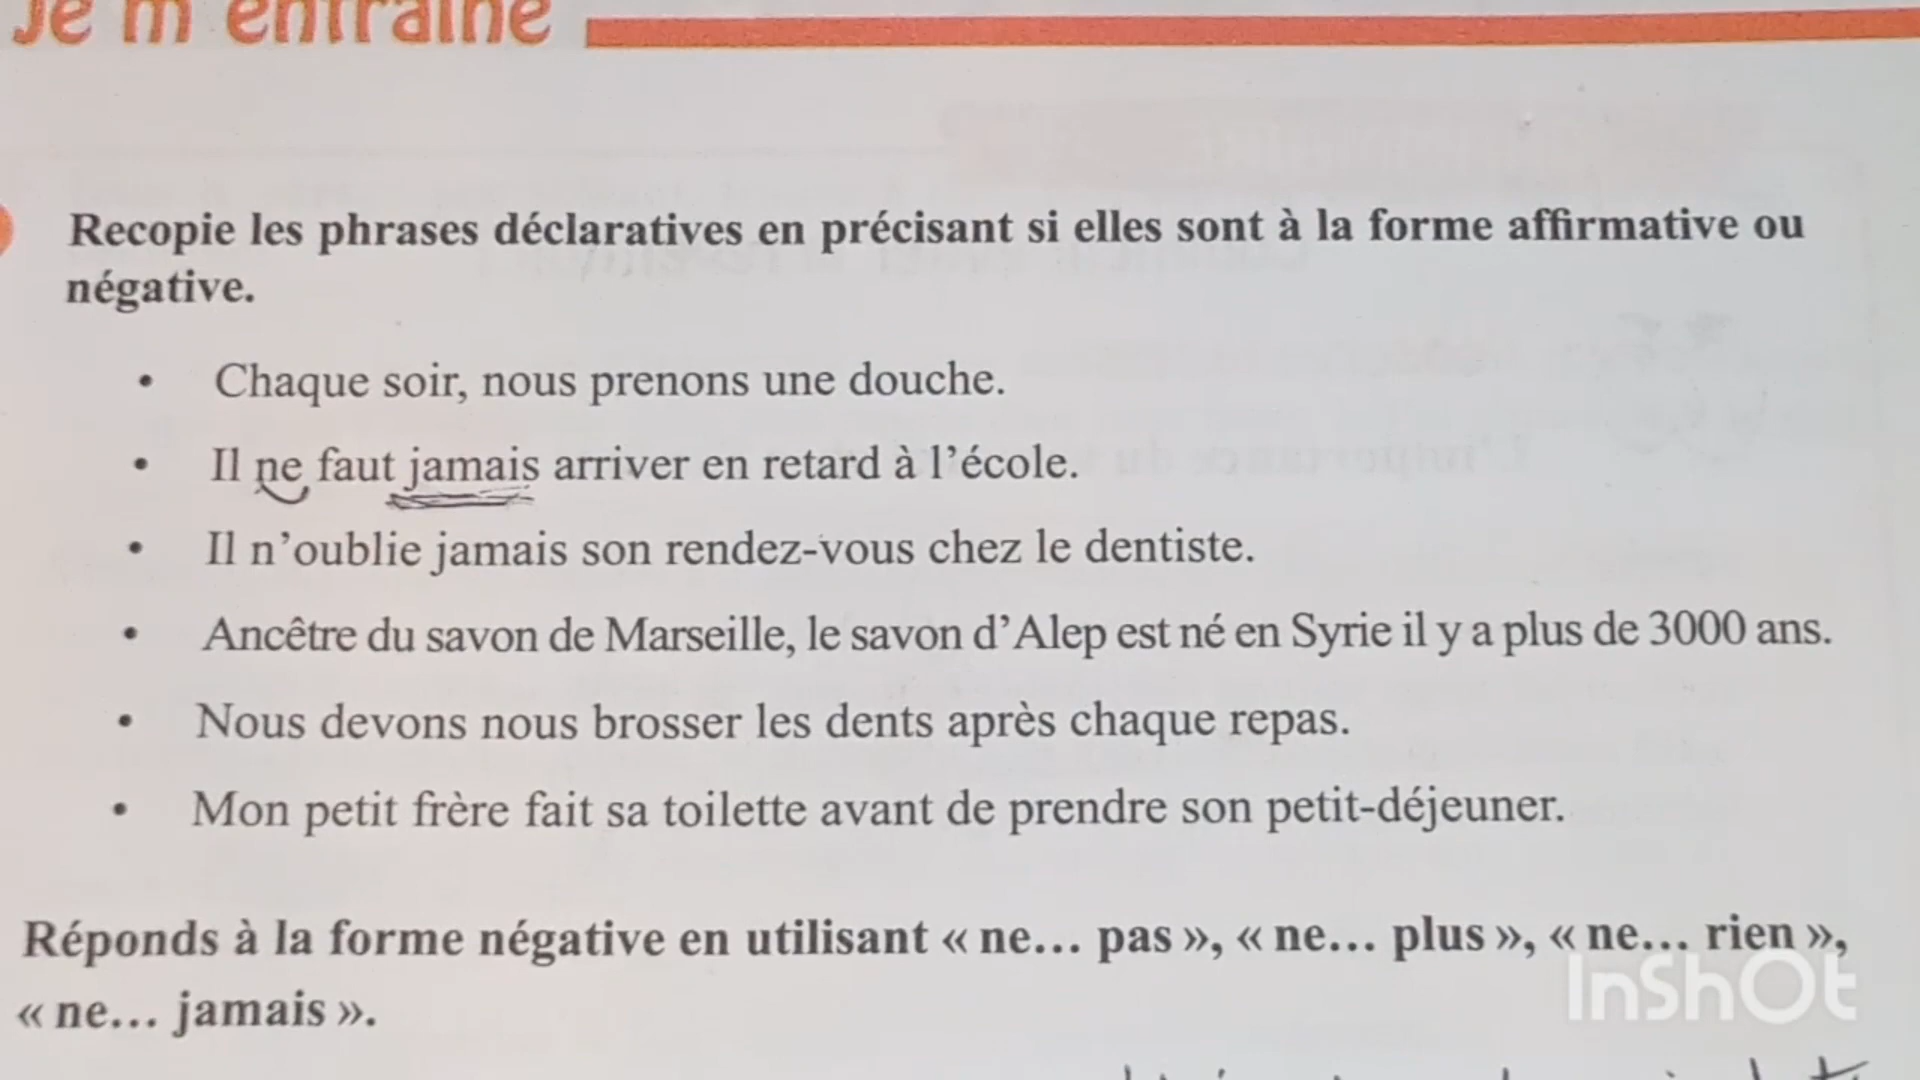 Je m'entraîne
Recopie les phrases déclaratives en précisant si elles sont à la forme affirmative ou
négative.
• Chaque soir, nous prenons une douche.
• Il ne faut jamais arriver en retard à l'école.
• Il n'oublie jamais son rendez-vous chez le dentiste.
• Ancêtre du savon de Marseille, le savon d'Alep est né en Syrie il y a plus de 3000 ans.
• Nous devons nous brosser les dents après chaque repas.
• Mon petit frère fait sa toilette avant de prendre son petit-déjeuner.
Réponds à la forme négative en utilisant « ne... pas », « ne... plus », « ne... rien »,
« ne... jamais ».
InShOt